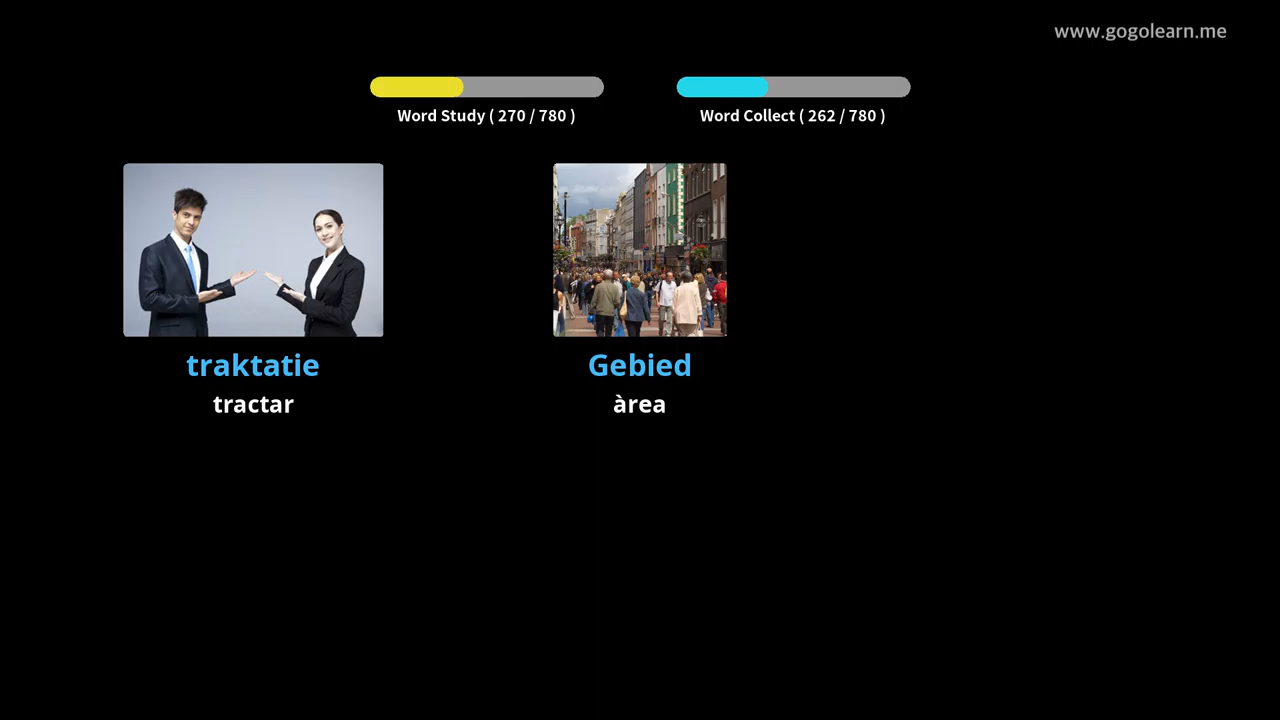 www.gogolearn.me
Word Study ( 270 / 780 )
Word Collect ( 262 / 780 )
traktatie
tractar
Gebied
àrea